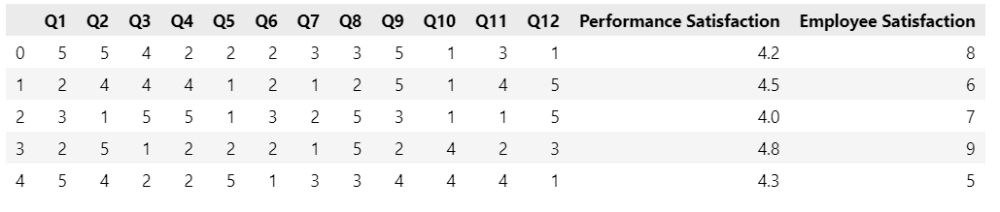 Q1 Q2 Q3 Q4 Q5 Q6 Q7 Q8 Q9 Q10 Q11 Q12 Performance Satisfaction Employee Satisfaction
0 5 5 4 2 2 2 3 3 5 1 3 1 4.2 8
1 2 4 4 4 1 2 1 2 5 1 4 5 4.5 6
2 3 1 5 5 1 3 2 5 3 1 1 5 4.0 7
3 2 5 1 2 2 2 1 5 2 4 2 3 4.8 9
4 5 4 2 2 5 1 3 3 4 4 4 1 4.3 5